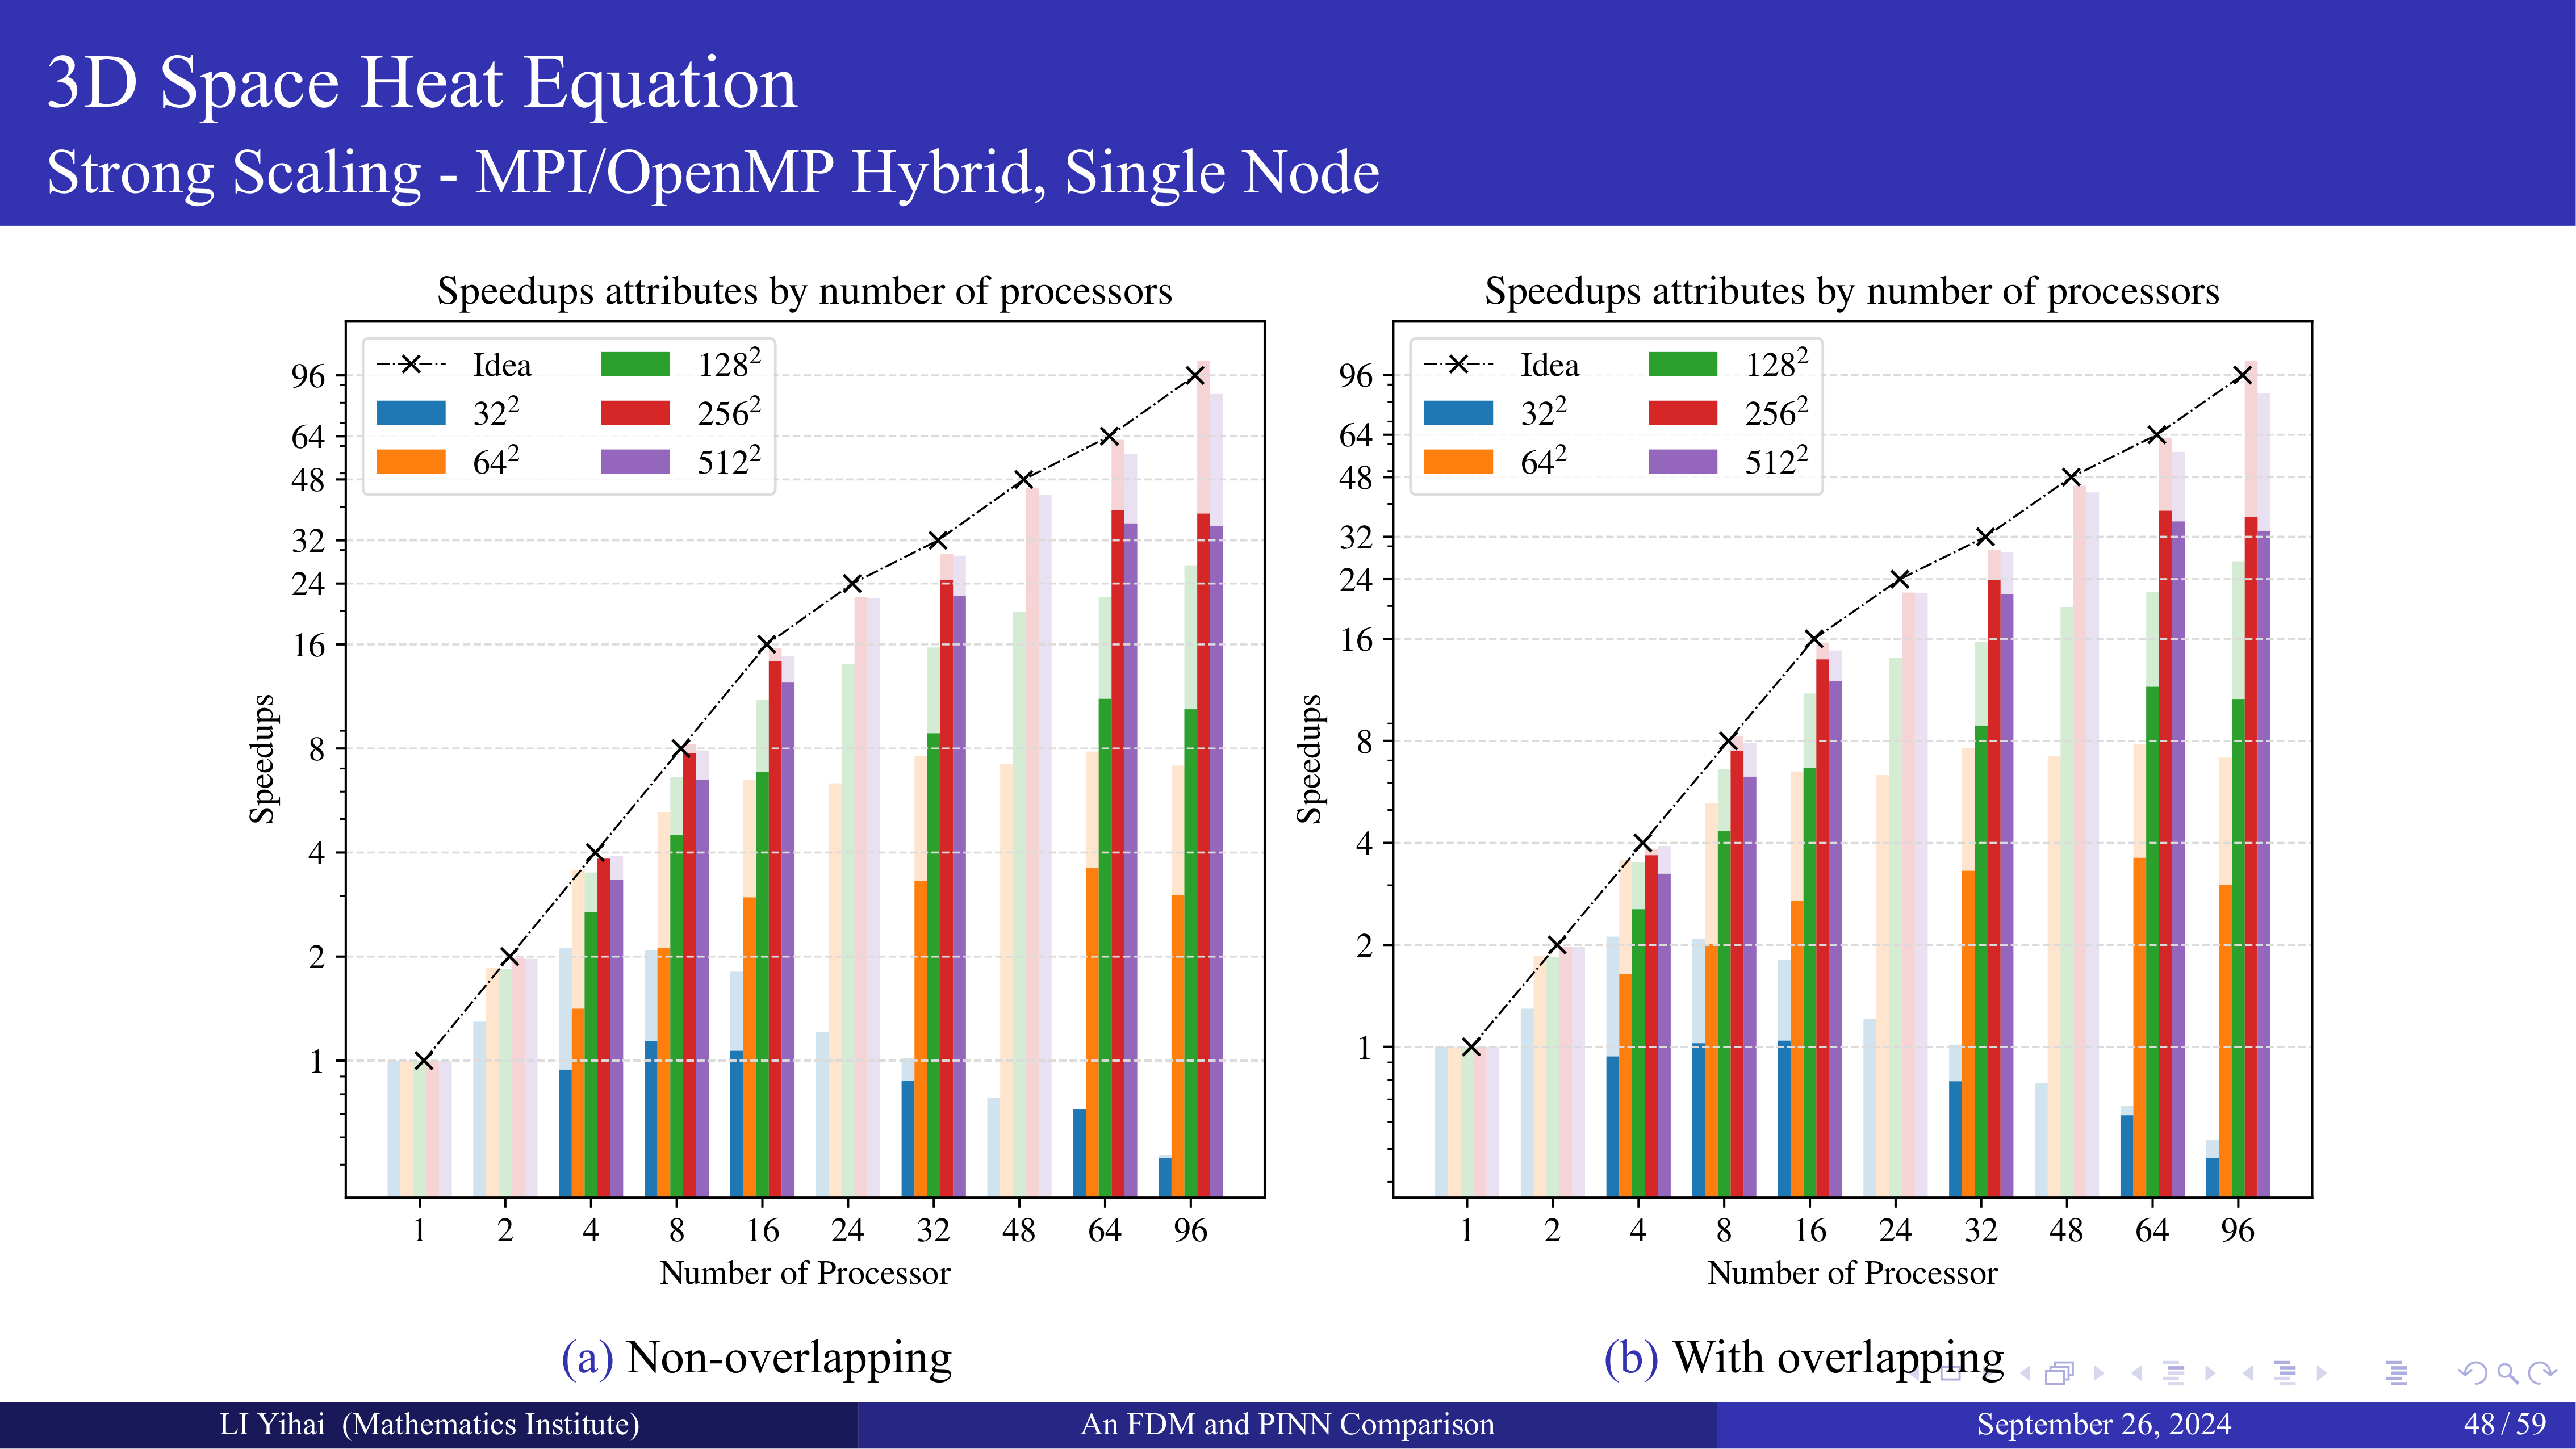 3D Space Heat Equation
Strong Scaling - MPI/OpenMP Hybrid, Single Node
Speedups attributes by number of processors
Idea
32²
64²
128²
256²
512²
96
64
48
32
24
16
8
4
2
1
Speedups
1 2 4 8 16 24 32 48 64 96
Number of Processor
(a) Non-overlapping
Speedups attributes by number of processors
Idea
32²
64²
128²
256²
512²
96
64
48
32
24
16
8
4
2
1
Speedups
1 2 4 8 16 24 32 48 64 96
Number of Processor
(b) With overlapping
LI Yihai (Mathematics Institute)
An FDM and PINN Comparison
September 26, 2024
48 / 59